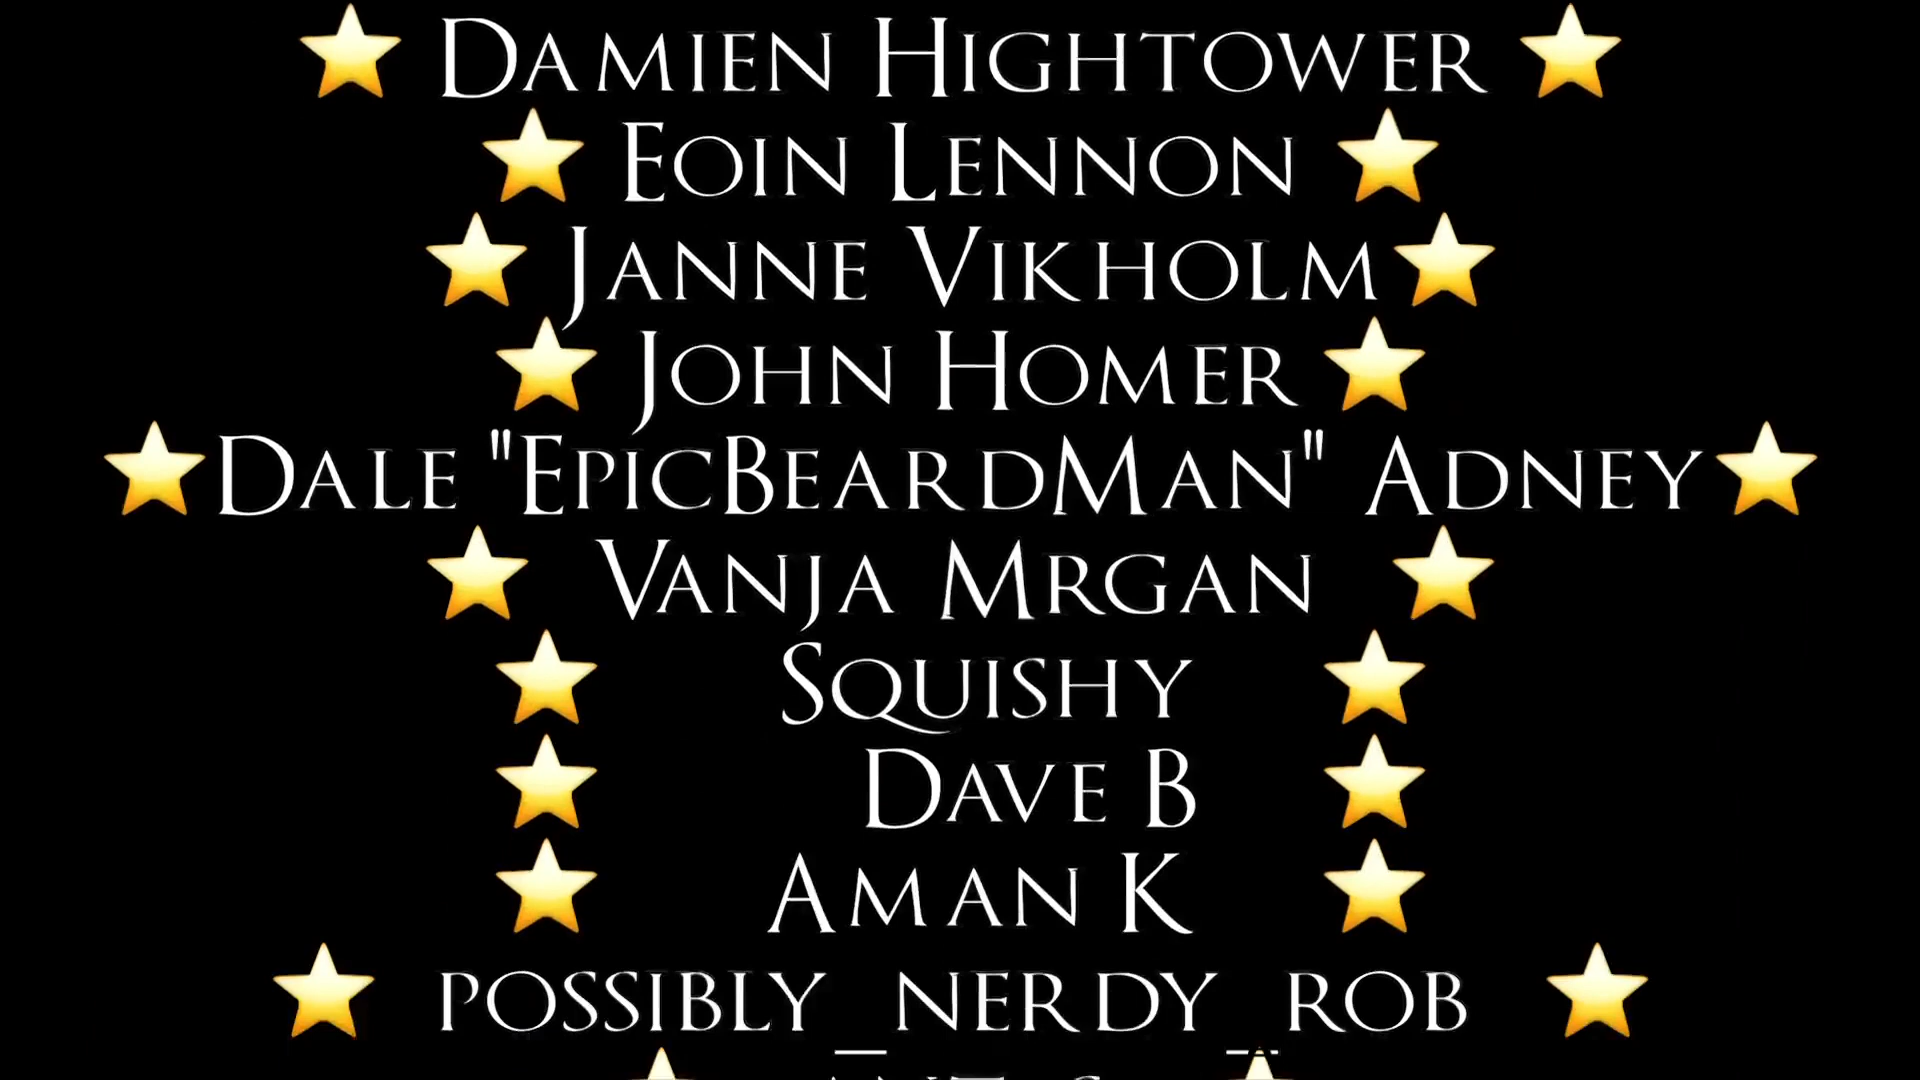 ⭐ Damien Hightower ⭐
⭐ Eoin Lennon ⭐
⭐ Janne Vikholm ⭐
⭐ John Homer ⭐
⭐ Dale "EpicBeardMan" Adney ⭐
⭐ Vanja Mrgan ⭐
⭐ Squishy ⭐
⭐ Dave B ⭐
⭐ Aman K ⭐
⭐ possibly_nerdy_rob ⭐